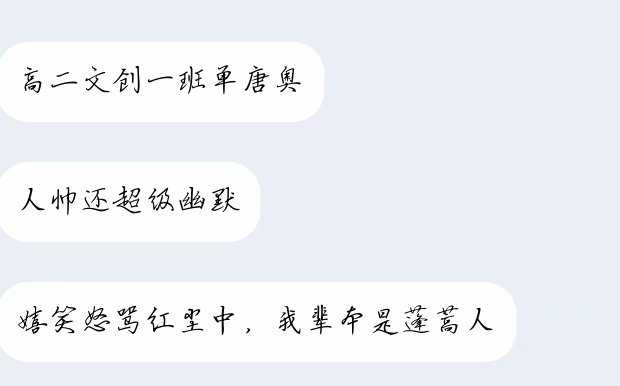 高二文创一班单唐奥
人帅还超级幽默
嬉笑怒骂红尘中，我辈本是蓬蒿人